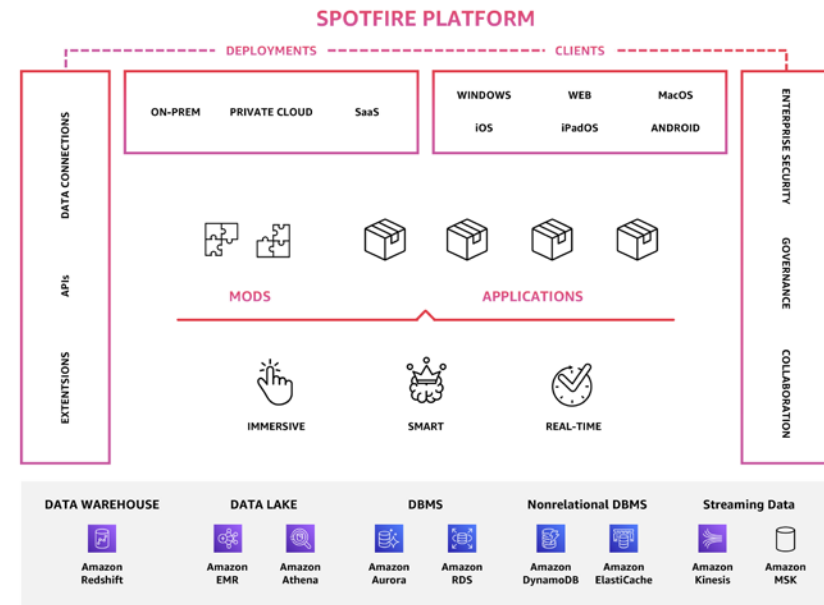 SPOTFIRE PLATFORM
DEPLOYMENTS
CLIENTS
DATA CONNECTIONS
APIs
EXTENTSIONS
ON-PREM PRIVATE CLOUD SaaS
WINDOWS WEB MacOS
iOS iPadOS ANDROID
ENTERPRISE SECURITY
GOVERNANCE
COLLABORATION
MODS
APPLICATIONS
IMMERSIVE
SMART
REAL-TIME
DATA WAREHOUSE
Amazon
Redshift
DATA LAKE
Amazon
EMR
Amazon
Athena
DBMS
Amazon
Aurora
Amazon
RDS
Nonrelational DBMS
Amazon
DynamoDB
Amazon
ElastiCache
Streaming Data
Amazon
Kinesis
Amazon
MSK